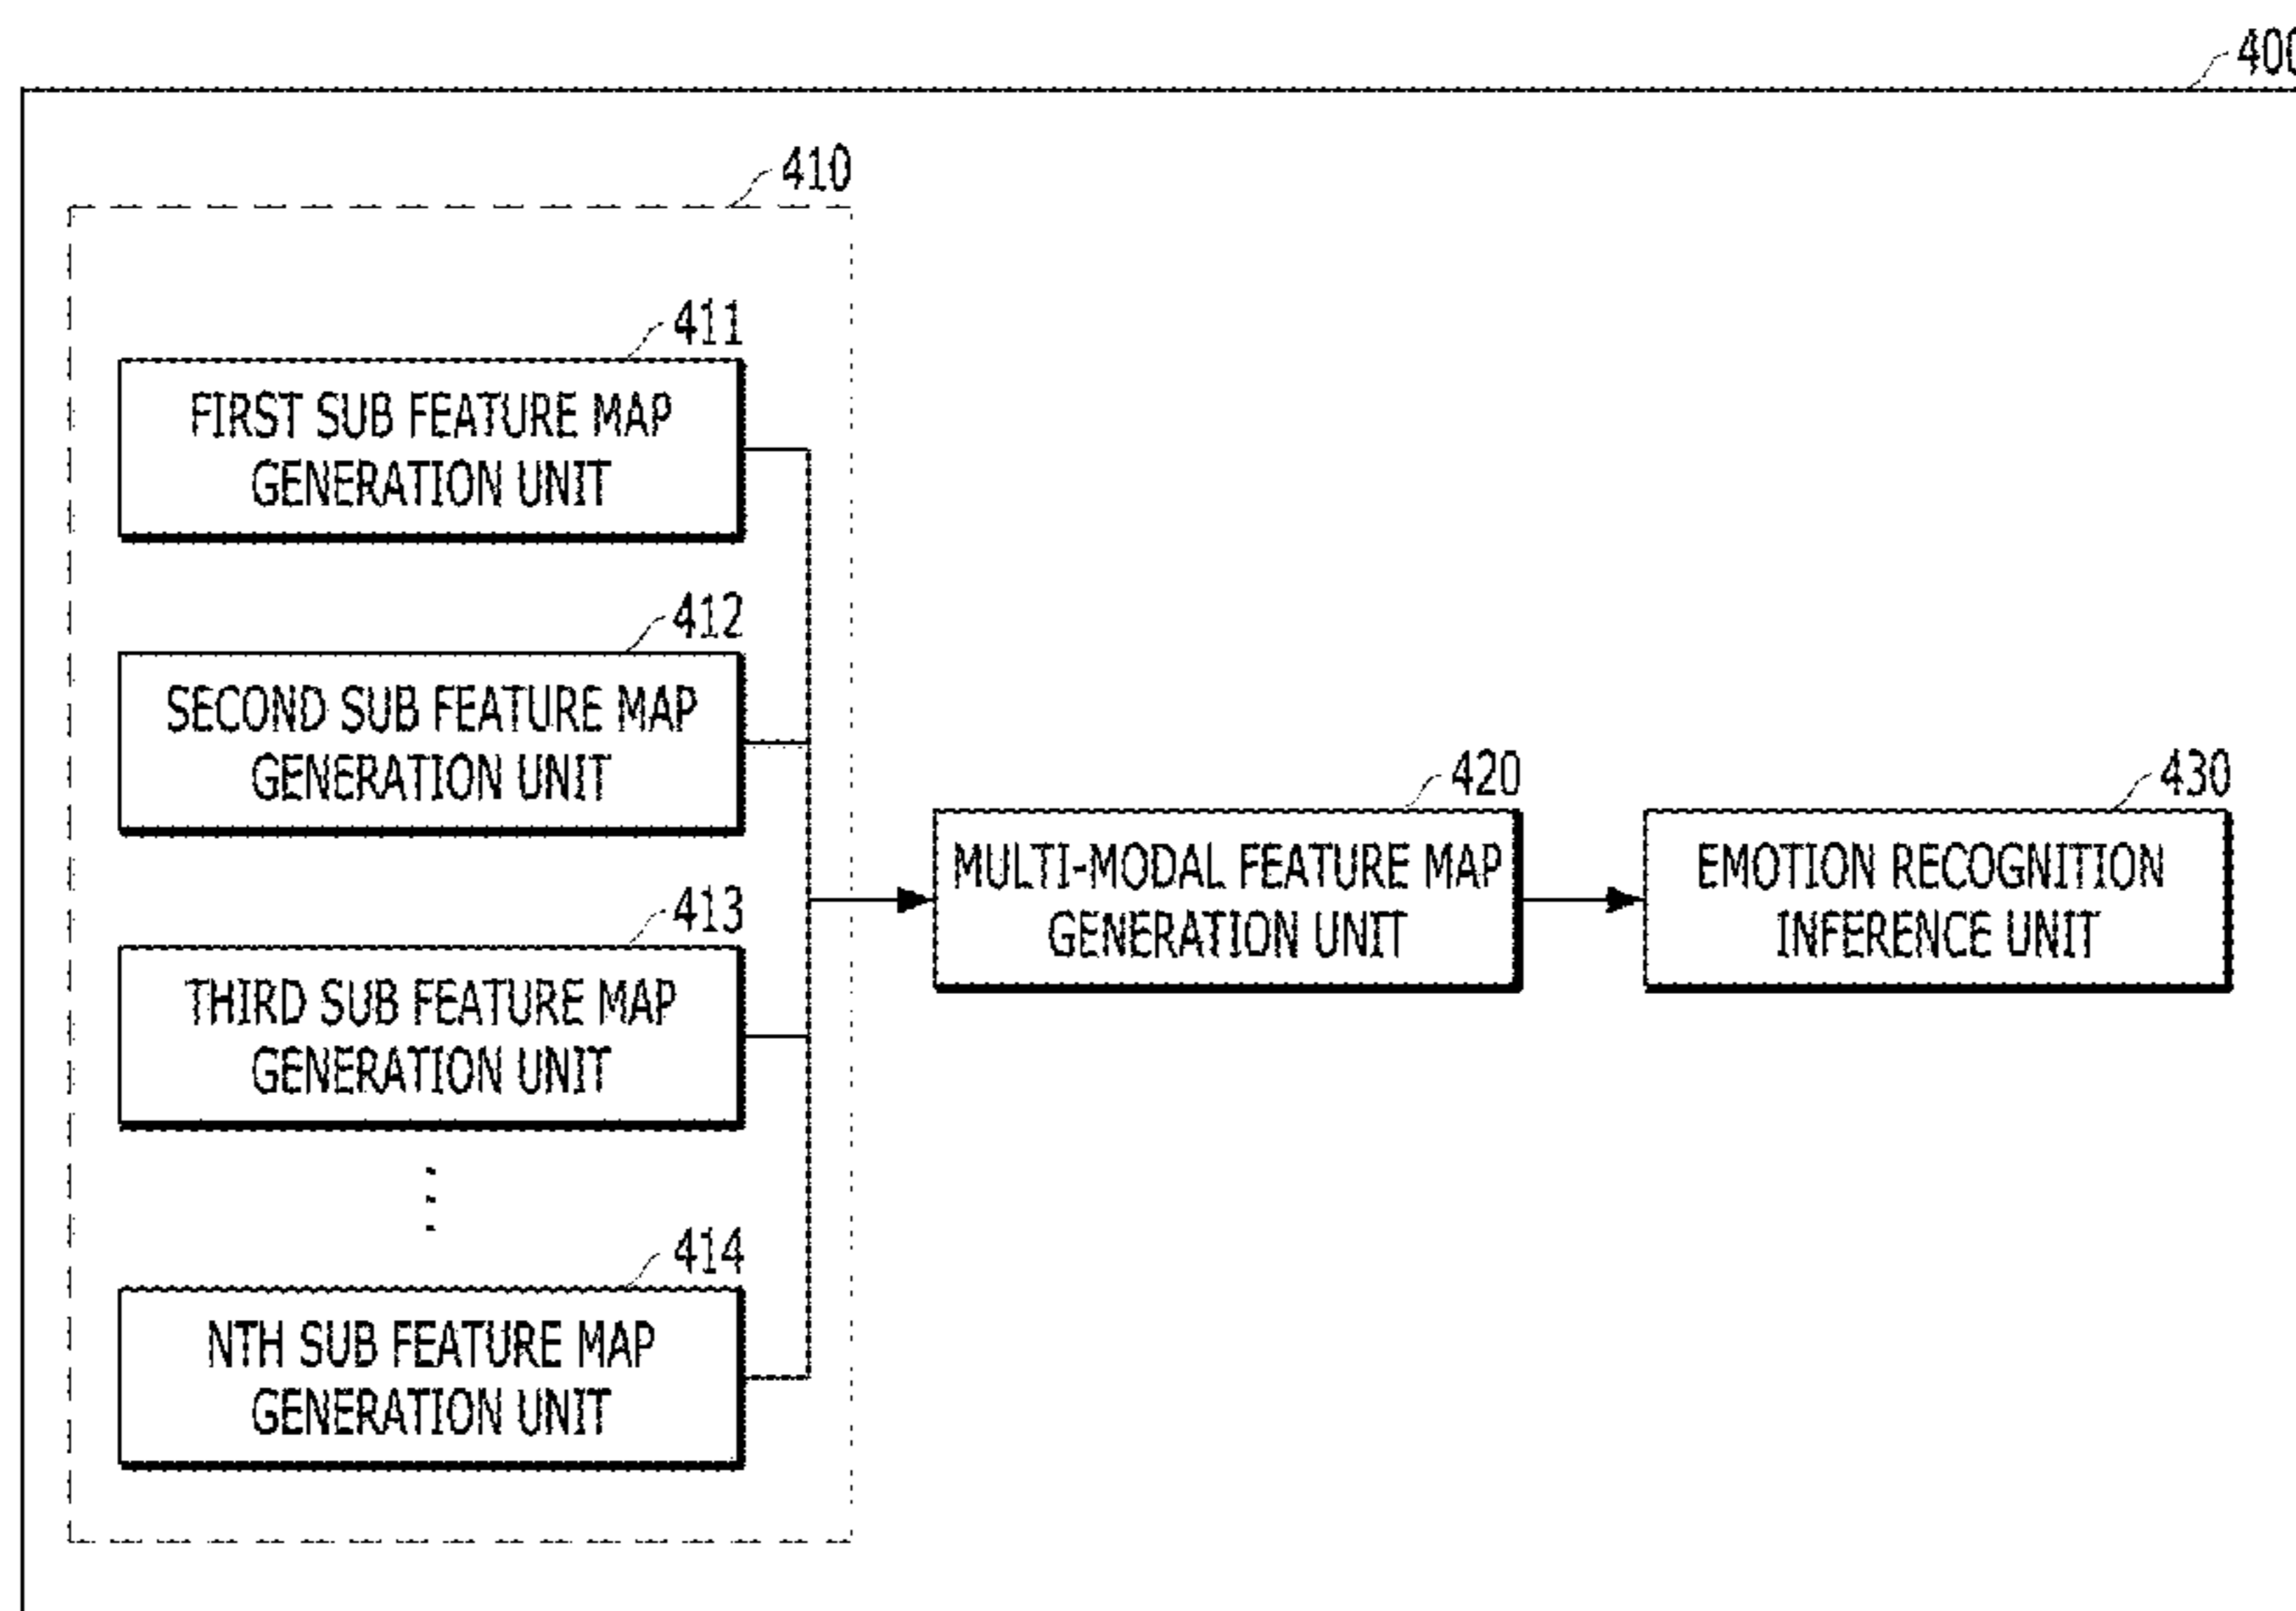 400
410
411
FIRST SUB FEATURE MAP
GENERATION UNIT
412
SECOND SUB FEATURE MAP
GENERATION UNIT
413
THIRD SUB FEATURE MAP
GENERATION UNIT
414
NTH SUB FEATURE MAP
GENERATION UNIT
420
MULTI-MODAL FEATURE MAP
GENERATION UNIT
430
EMOTION RECOGNITION
INFERENCE UNIT